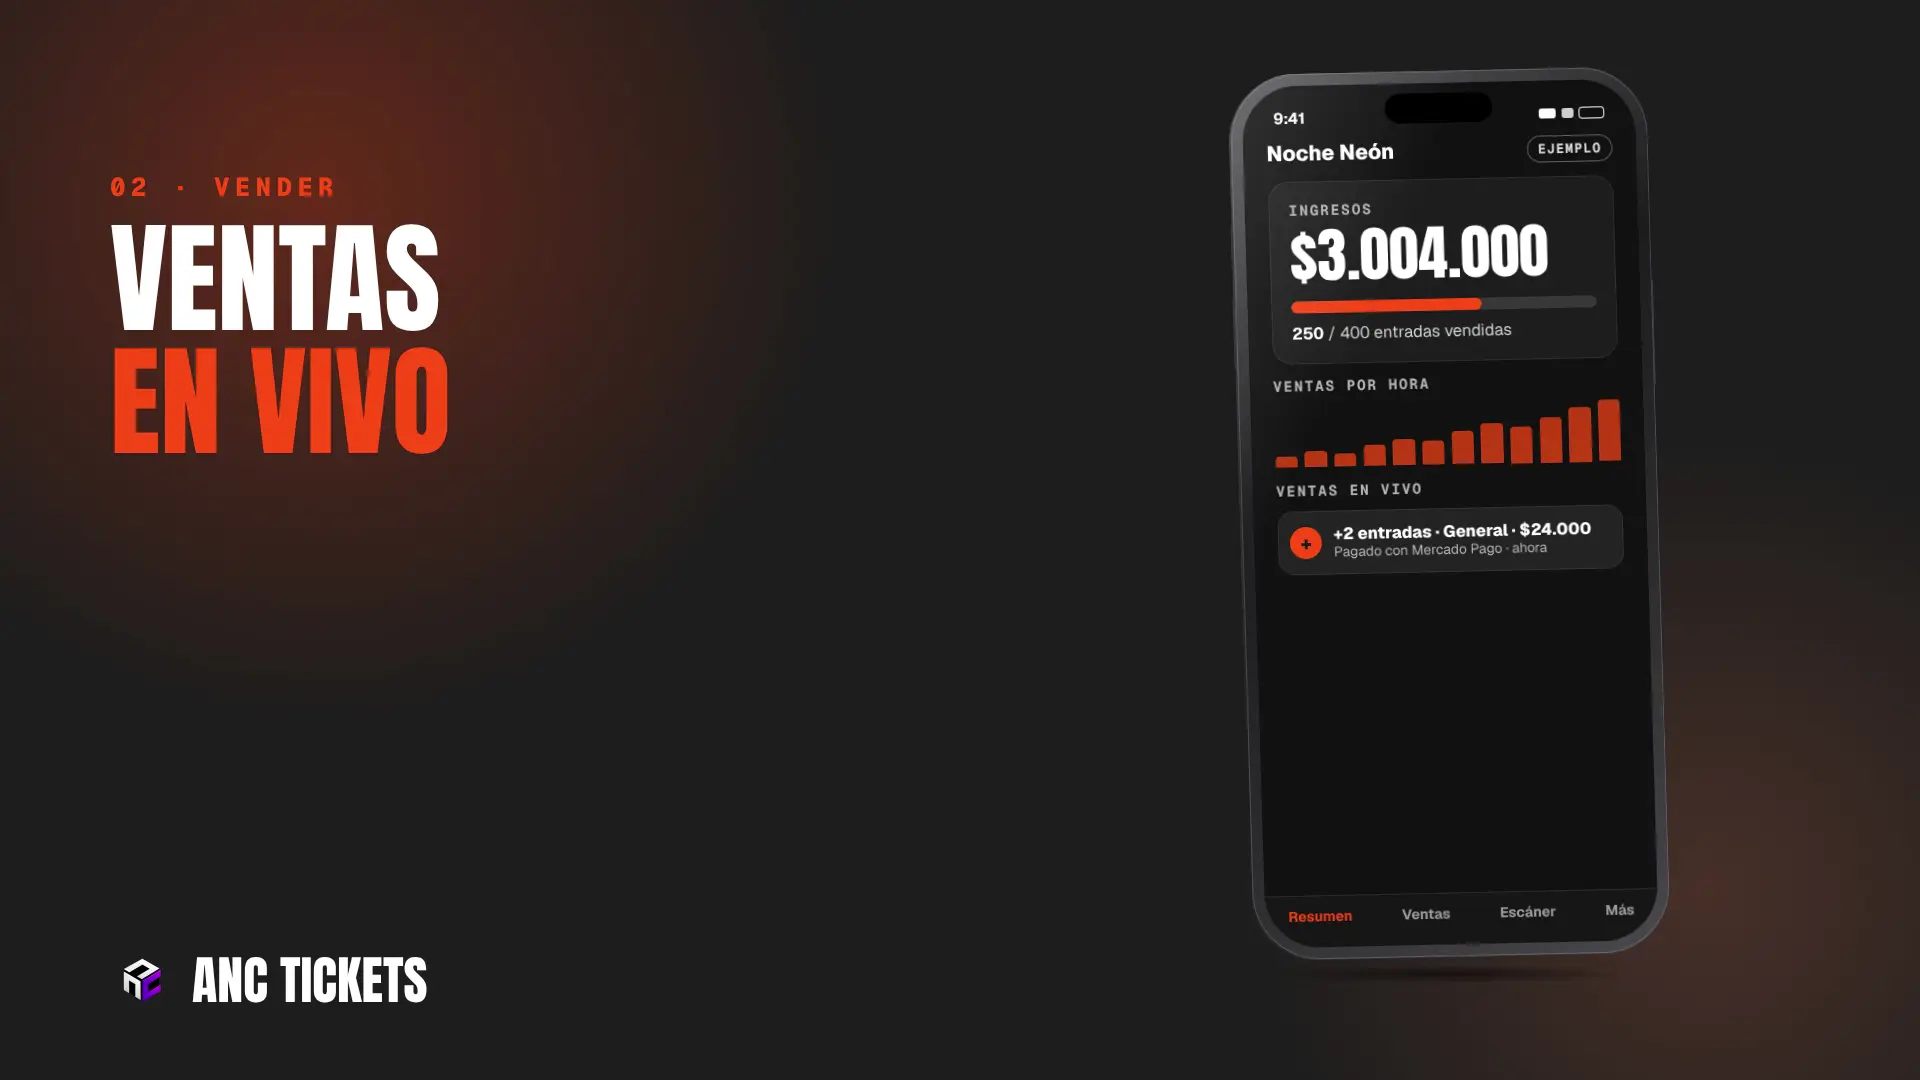 02 · VENDER
VENTAS
EN VIVO
ANC TICKETS
9:41
Noche Neón
EJEMPLO
INGRESOS
$3.004.000
250 / 400 entradas vendidas
VENTAS POR HORA
VENTAS EN VIVO
+
+2 entradas · General · $24.000
Pagado con Mercado Pago · ahora
Resumen Ventas Escáner Más